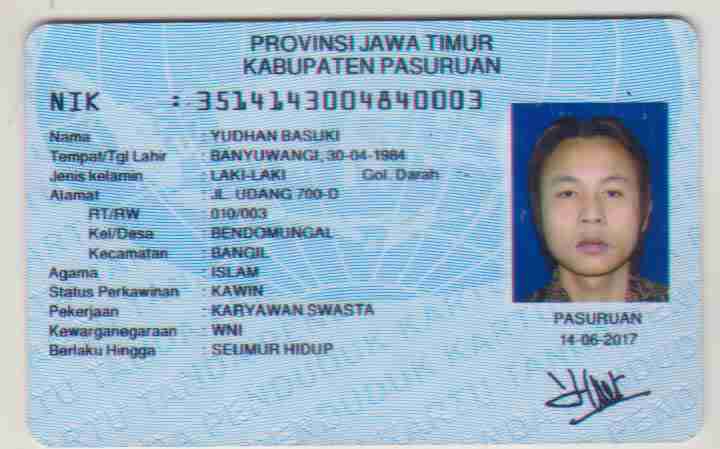 PROVINSI JAWA TIMUR
KABUPATEN PASURUAN
NIK : 3514143004840003
Nama : YUDHAN BASUKI
Tempat/Tgl Lahir : BANYUWANGI, 30-04-1984
Jenis kelamin : LAKI-LAKI Gol. Darah : -
Alamat : JL. UDANG 700-D
RT/RW : 010/003
Kel/Desa : BENDOMUNGAL
Kecamatan : BANGIL
Agama : ISLAM
Status Perkawinan : KAWIN
Pekerjaan : KARYAWAN SWASTA
Kewarganegaraan : WNI
Berlaku Hingga : SEUMUR HIDUP
PASURUAN
14-06-2017